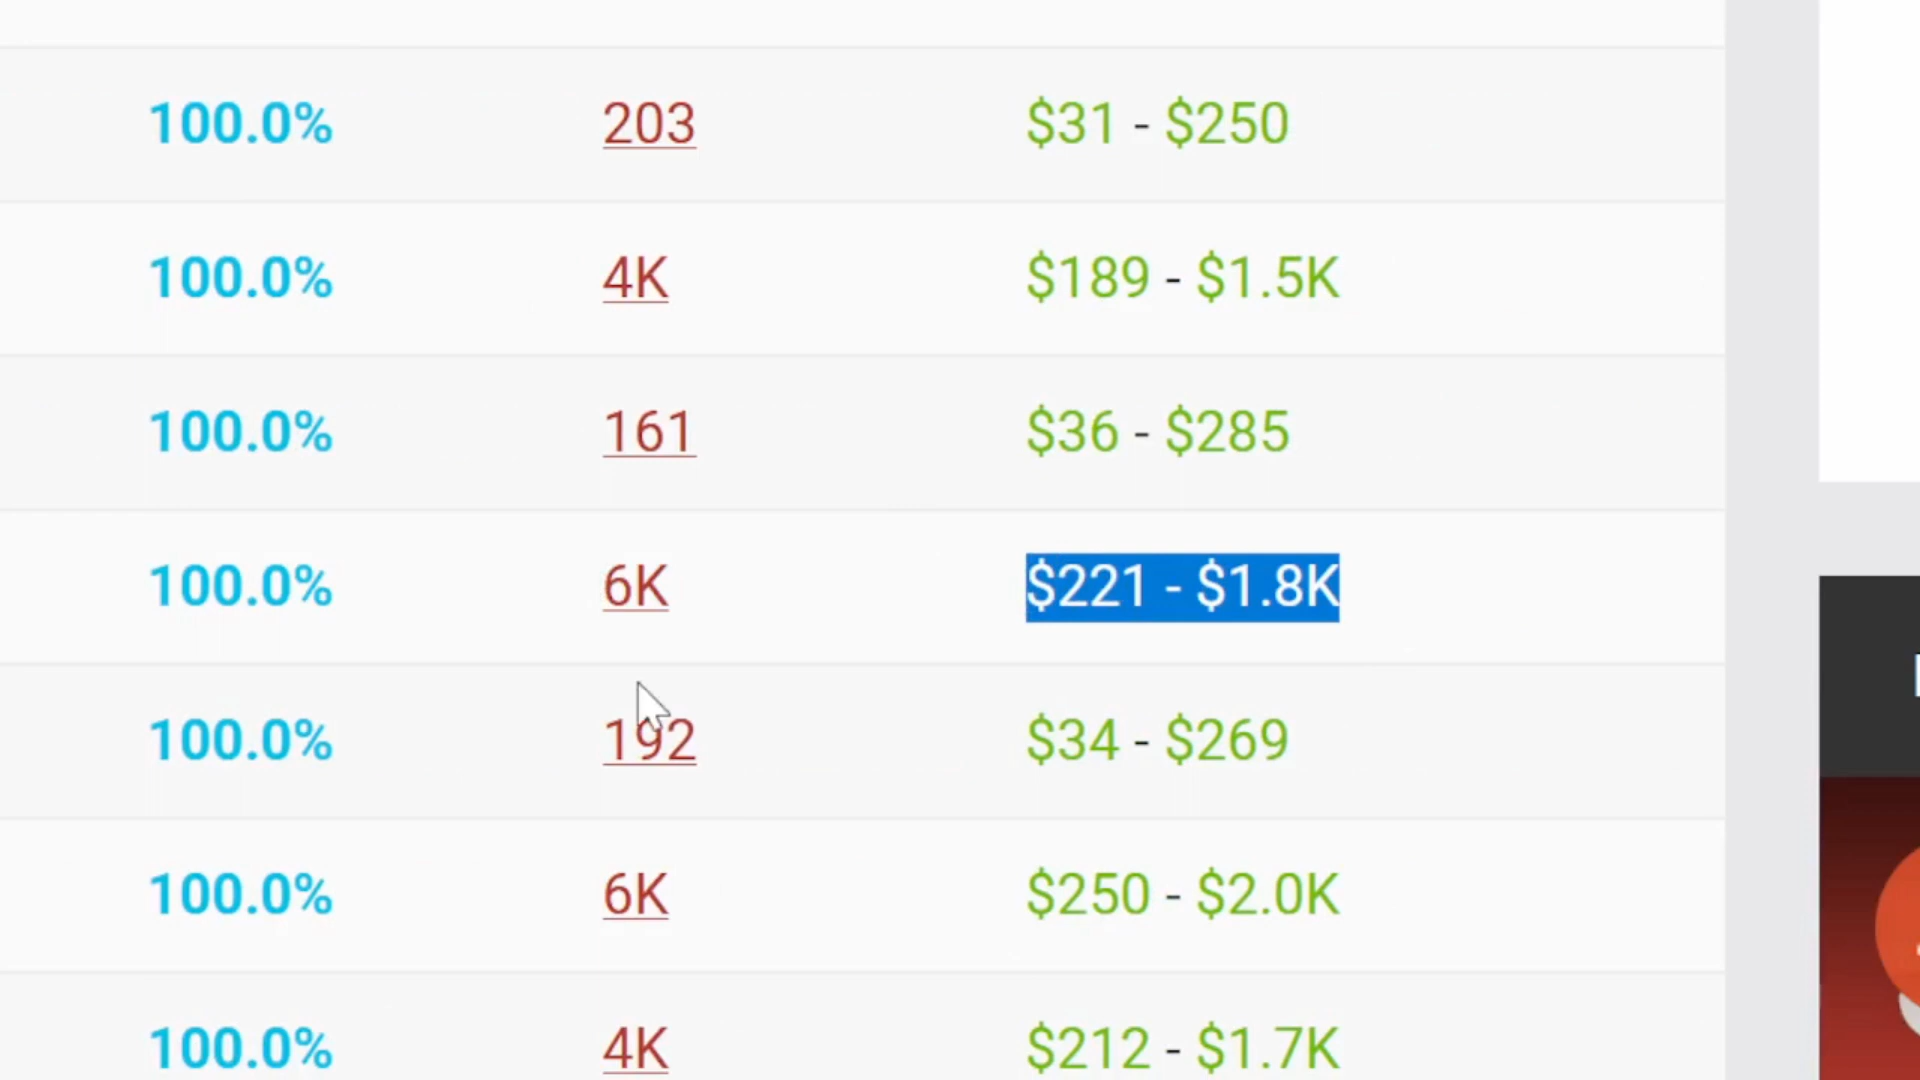 100.0% 203 $31 - $250
100.0% 4K $189 - $1.5K
100.0% 161 $36 - $285
100.0% 6K $221 - $1.8K
100.0% 192 $34 - $269
100.0% 6K $250 - $2.0K
100.0% 4K $212 - $1.7K